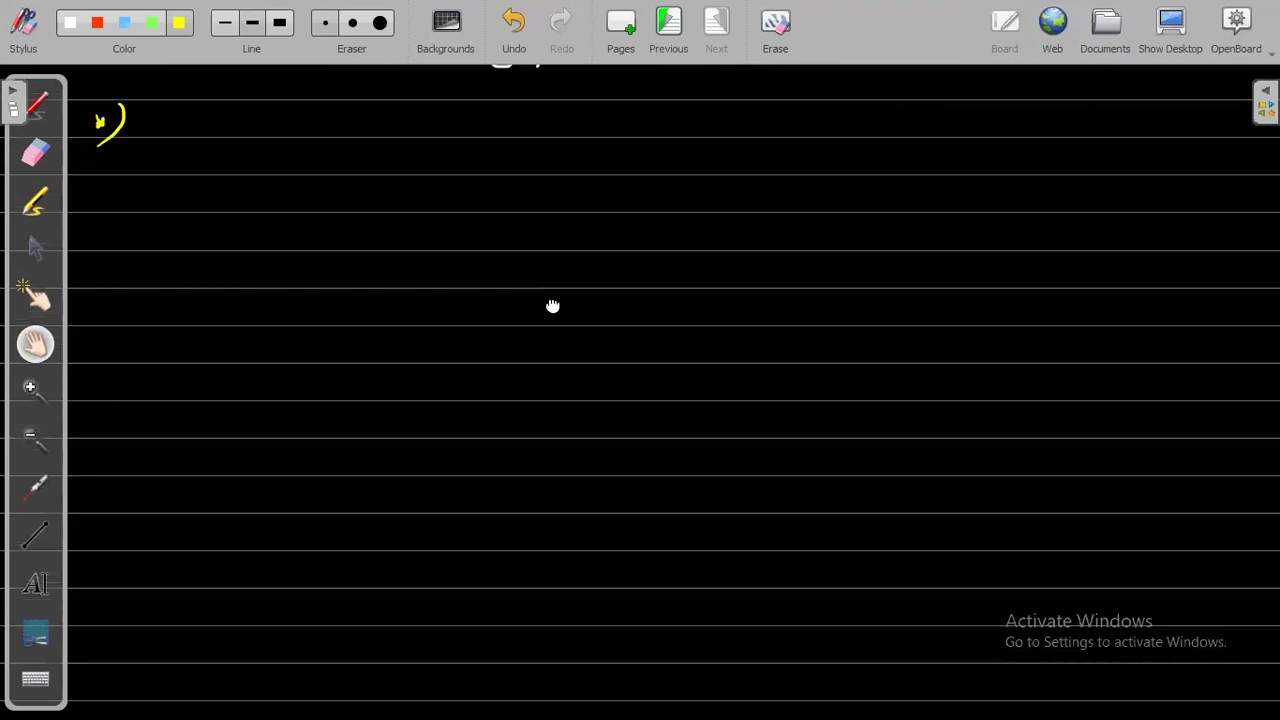 Stylus
Color
Line
Eraser
Backgrounds
Undo
Redo
Pages
Previous
Next
Erase
Board
Web
Documents
Show Desktop
OpenBoard
AI
Activate Windows
Go to Settings to activate Windows.